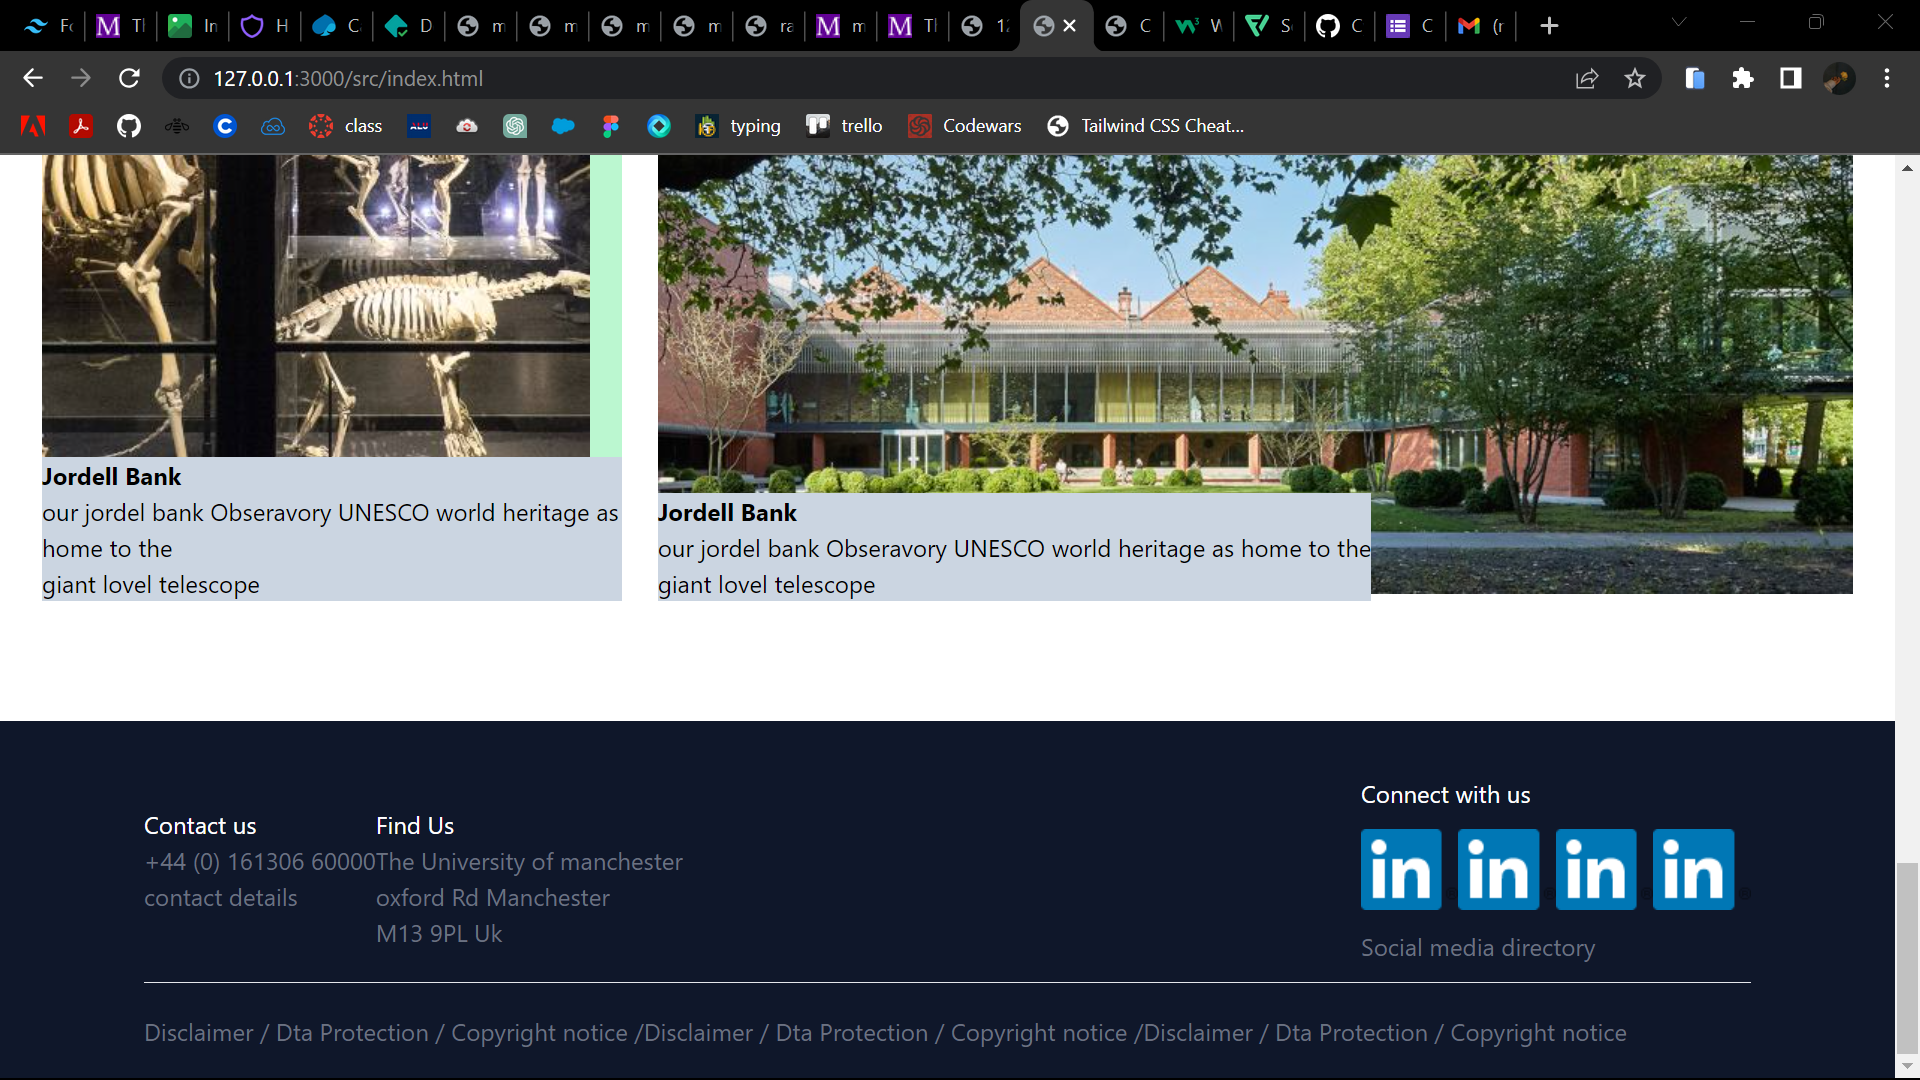 Fc
M Tl
In
H
C
D
m
m
m
m
ra
M m
M Tl
12
C
W
S
C
C
(r
127.0.0.1:3000/src/index.html
class
ALU
typing
trello
Codewars
Tailwind CSS Cheat...
Jordell Bank
our jordel bank Obseravory UNESCO world heritage as
home to the
giant lovel telescope
Jordell Bank
our jordel bank Obseravory UNESCO world heritage as home to the
giant lovel telescope
Contact us
+44 (0) 161306 60000
contact details
Find Us
The University of manchester
oxford Rd Manchester
M13 9PL Uk
Connect with us
in in in in
Social media directory
Disclaimer / Dta Protection / Copyright notice /Disclaimer / Dta Protection / Copyright notice /Disclaimer / Dta Protection / Copyright notice